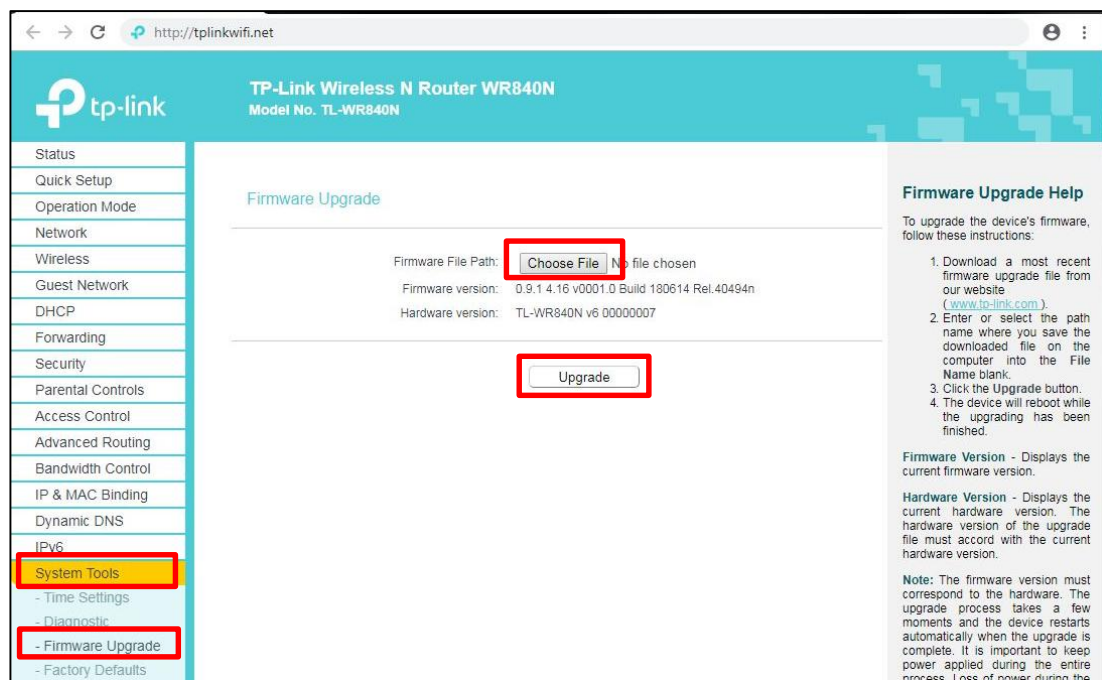 http://tplinkwifi.net
tp-link
TP-Link Wireless N Router WR840N
Model No. TL-WR840N
Status
Quick Setup
Operation Mode
Network
Wireless
Guest Network
DHCP
Forwarding
Security
Parental Controls
Access Control
Advanced Routing
Bandwidth Control
IP & MAC Binding
Dynamic DNS
IPv6
System Tools
- Time Settings
- Diagnostic
- Firmware Upgrade
- Factory Defaults
Firmware Upgrade
Firmware File Path: Choose File No file chosen
Firmware version: 0.9.1 4.16 v0001.0 Build 180614 Rel.40494n
Hardware version: TL-WR840N v6 00000007
Upgrade
Firmware Upgrade Help
To upgrade the device's firmware,
follow these instructions:
1. Download a most recent
firmware upgrade file from
our website
( www.tp-link.com ).
2. Enter or select the path
name where you save the
downloaded file on the
computer into the File
Name blank.
3. Click the Upgrade button.
4. The device will reboot while
the upgrading has been
finished.
Firmware Version - Displays the
current firmware version.
Hardware Version - Displays the
current hardware version. The
hardware version of the upgrade
file must accord with the current
hardware version.
Note: The firmware version must
correspond to the hardware. The
upgrade process takes a few
moments and the device restarts
automatically when the upgrade is
complete. It is important to keep
power applied during the entire
process. Loss of power during the